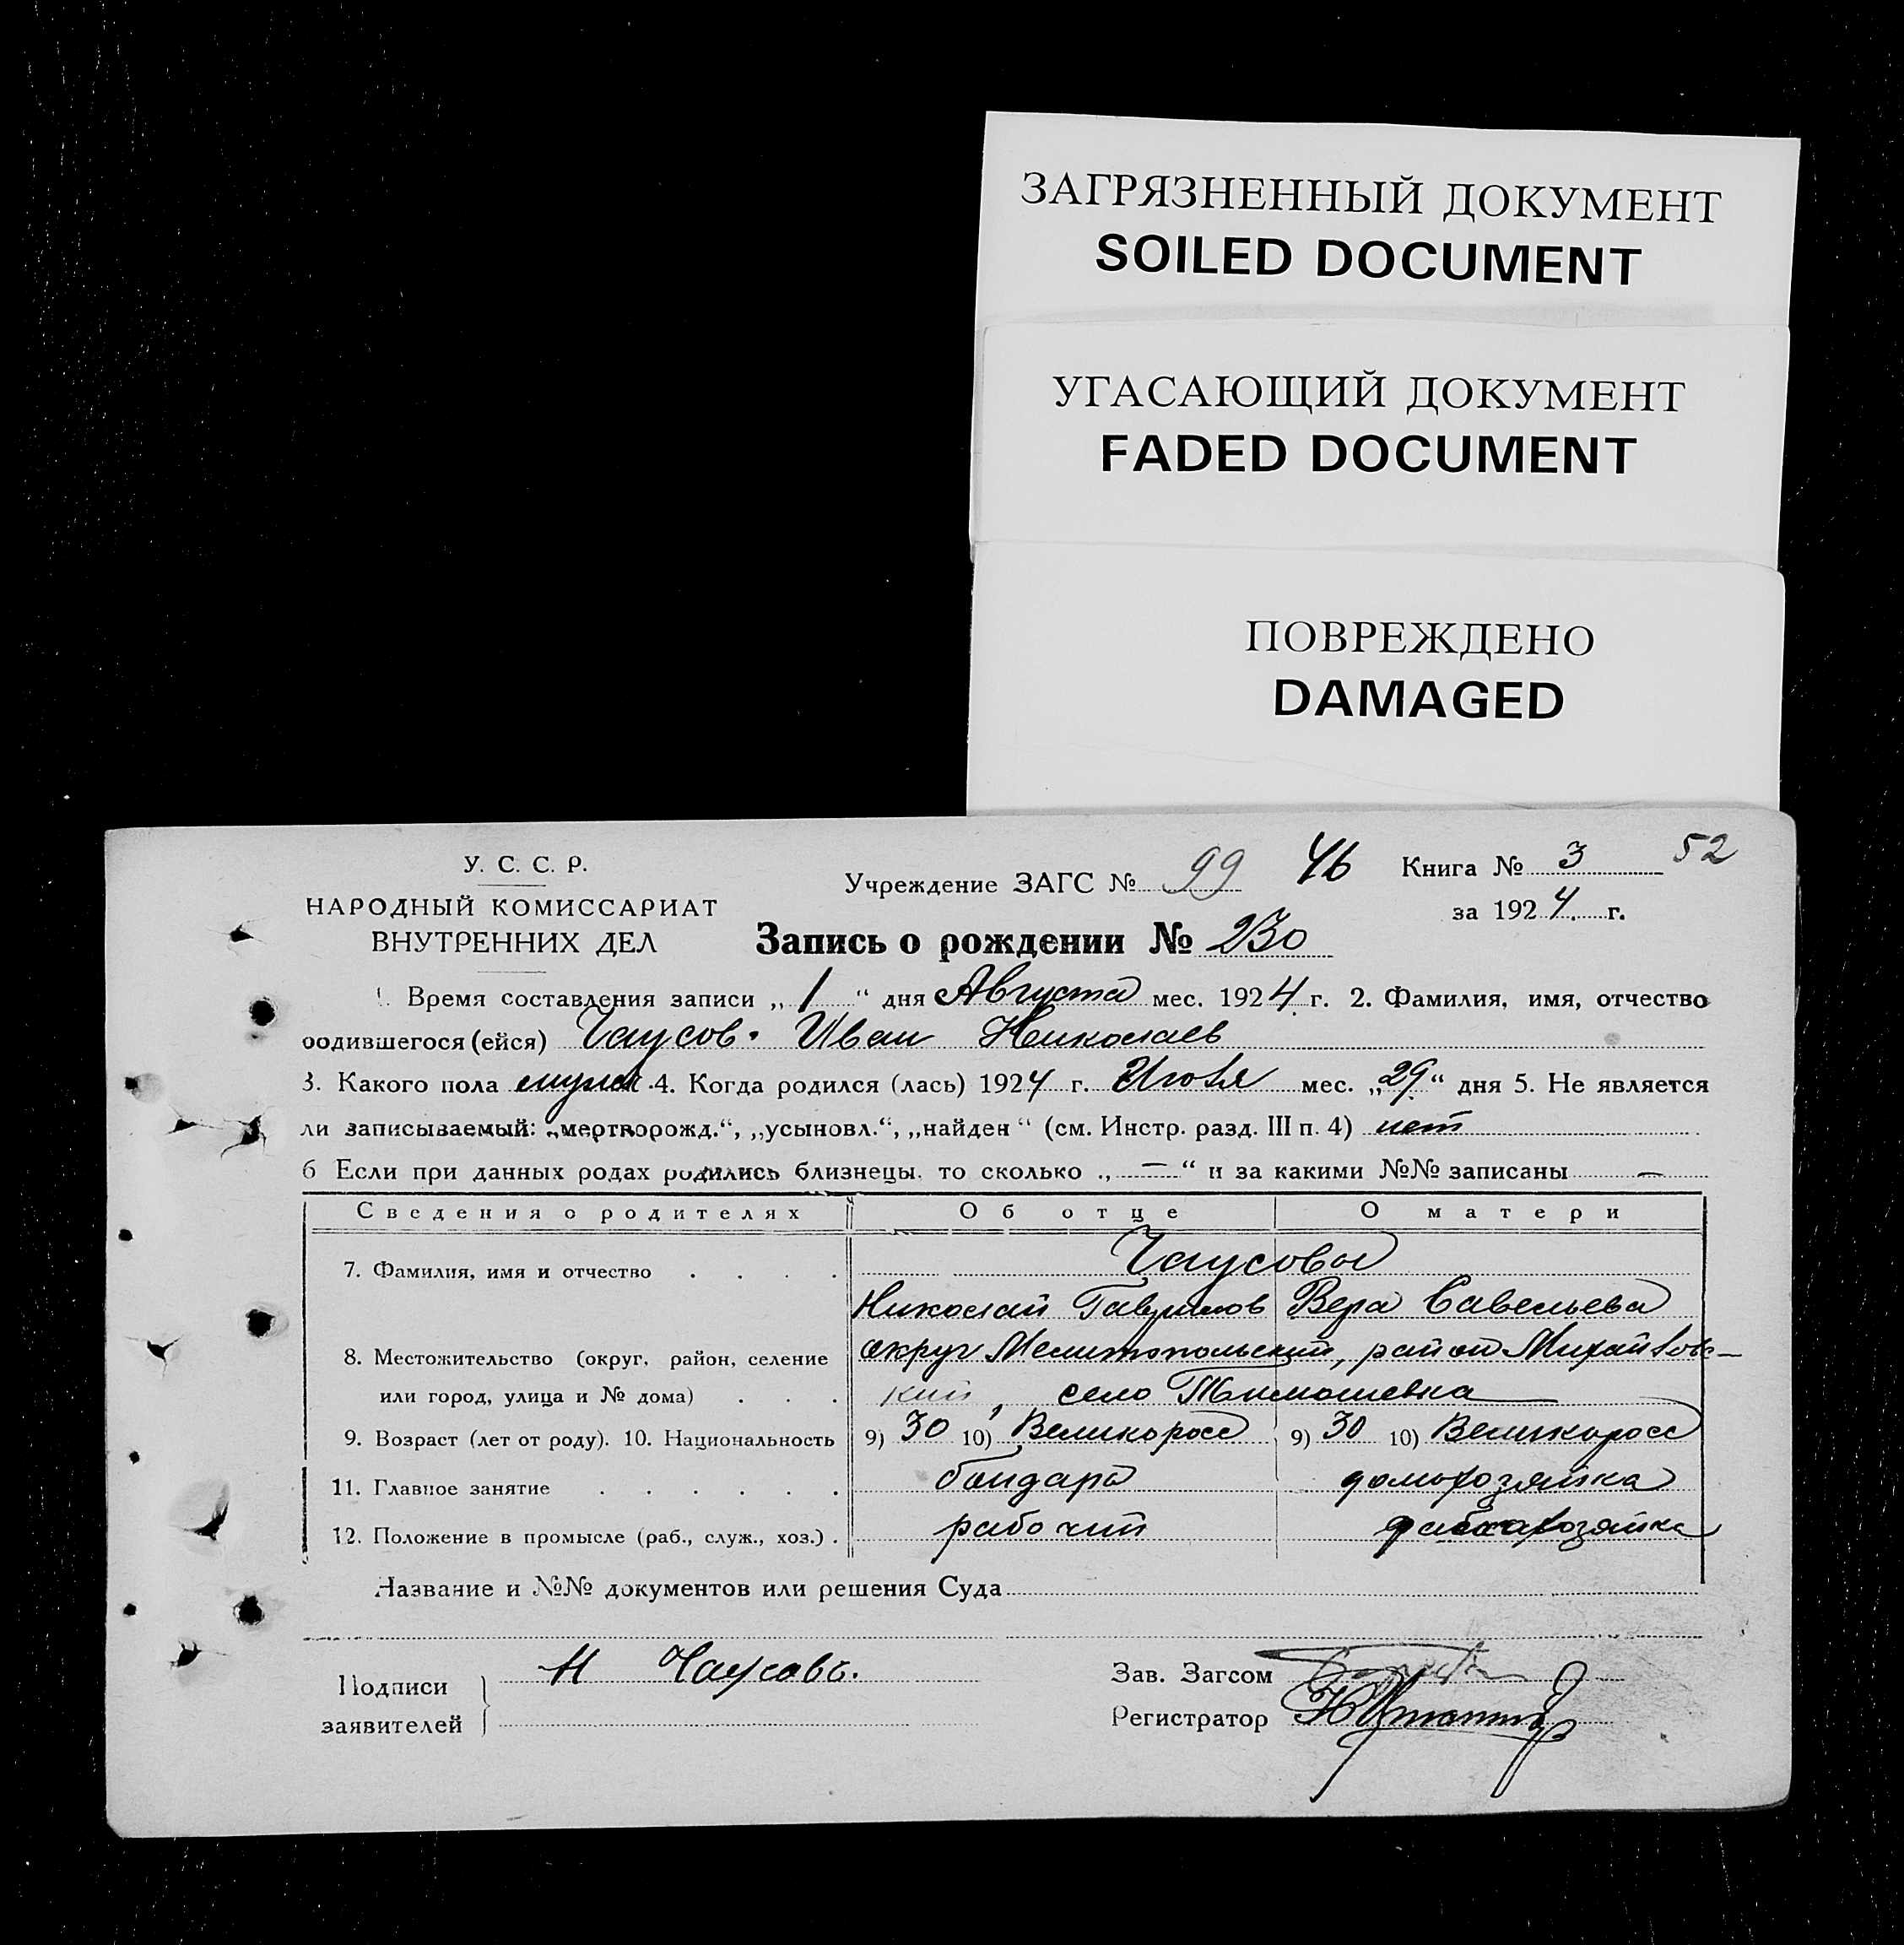 ЗАГРЯЗНЕННЫЙ ДОКУМЕНТ
SOILED DOCUMENT
УГАСАЮЩИЙ ДОКУМЕНТ
FADED DOCUMENT
ПОВРЕЖДЕНО
DAMAGED
У. С. С. Р.
НАРОДНЫЙ КОМИССАРИАТ
ВНУТРЕННИХ ДЕЛ
Учреждение ЗАГС № 99 46 Книга № 3 52
за 1924 г.
Запись о рождении № 230
1. Время составления записи „1“ дня Августа мес. 1924 г. 2. Фамилия, имя, отчество
родившегося (ейся) Чаусов. Иван Николаев
3. Какого пола мужск. 4. Когда родился (лась) 1924 г. Июля мес. „29“ дня 5. Не является
ли записываемый: „мертворожд.“, „усыновл.“, „найден“ (см. Инстр. разд. III п. 4) нет
6 Если при данных родах родились близнецы, то сколько „—“ и за какими №№ записаны —
Сведения о родителях Об отце О матери
7. Фамилия, имя и отчество . . . . Чаусовы
Николай Гаврилов Вера Савельева
8. Местожительство (округ, район, селение округ Мелитопольский, район Михайловс-
или город, улица и № дома) . . . кий, село Тимошевка
9. Возраст (лет от роду). 10. Национальность 9) 30 10) Великоросс 9) 30 10) Великоросс
11. Главное занятие . . . . . . бондарь домохозяйка
12. Положение в промысле (раб., служ., хоз.) . рабочий домохозяйка
Название и №№ документов или решения Суда
Подписи
заявителей
Н Чаусовъ.
Зав. Загсом
Регистратор